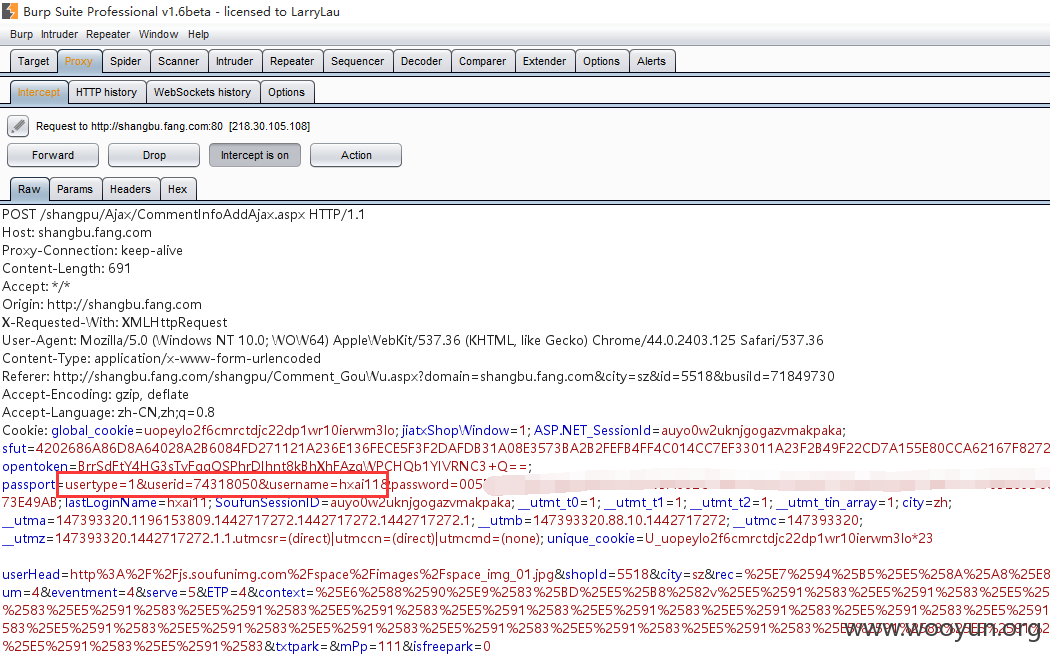 Burp Suite Professional v1.6beta - licensed to LarryLau
Burp Intruder Repeater Window Help
Target Proxy Spider Scanner Intruder Repeater Sequencer Decoder Comparer Extender Options Alerts
Intercept HTTP history WebSockets history Options
Request to http://shangbu.fang.com:80 [218.30.105.108]
Forward Drop Intercept is on Action
Raw Params Headers Hex
POST /shangpu/Ajax/CommentInfoAddAjax.aspx HTTP/1.1
Host: shangbu.fang.com
Proxy-Connection: keep-alive
Content-Length: 691
Accept: */*
Origin: http://shangbu.fang.com
X-Requested-With: XMLHttpRequest
User-Agent: Mozilla/5.0 (Windows NT 10.0; WOW64) AppleWebKit/537.36 (KHTML, like Gecko) Chrome/44.0.2403.125 Safari/537.36
Content-Type: application/x-www-form-urlencoded
Referer: http://shangbu.fang.com/shangpu/Comment_GouWu.aspx?domain=shangbu.fang.com&city=sz&id=5518&busiId=71849730
Accept-Encoding: gzip, deflate
Accept-Language: zh-CN,zh;q=0.8
Cookie: global_cookie=uopeylo2f6cmrctdjc22dp1wr10ierwm3lo; jiatxShopWindow=1; ASP.NET_SessionId=auyo0w2uknjgogazvmakpaka;
sfut=4202686A86D8A64028A2B6084FD271121A236E136FECE5F3F2DAFDB31A08E3573BA2B2FEFB4FF4C014CC7EF33011A23F2B49F22CD7A155E80CCA62167F8272
opentoken=BrrSdFtY4HG3sTvFqqOSPhrDIhnt8kBhXhFAzgWPCHQb1YIVRNC3+Q==;
passport=usertype=1&userid=74318050&username=hxai11&password=005
73E49AB; lastLoginName=hxai11; SoufunSessionID=auyo0w2uknjgogazvmakpaka; __utmt_t0=1; __utmt_t1=1; __utmt_t2=1; __utmt_tin_array=1; city=zh;
__utma=147393320.1196153809.1442717272.1442717272.1442717272.1; __utmb=147393320.88.10.1442717272; __utmc=147393320;
__utmz=147393320.1442717272.1.1.utmcsr=(direct)|utmccn=(direct)|utmcmd=(none); unique_cookie=U_uopeylo2f6cmrctdjc22dp1wr10ierwm3lo*23
userHead=http%3A%2F%2Fjs.soufunimg.com%2Fspace%2Fimages%2Fspace_img_01.jpg&shopId=5518&city=sz&rec=%25E7%2594%25B5%25E5%258A%25A8%25E8
um=4&eventment=4&serve=5&ETP=4&context=%25E6%2588%2590%25E9%2583%25BD%25E5%25B8%2582v%25E5%2591%2583%25E5%2591%2583%25E5%25
%2583%25E5%2591%2583%25E5%2591%2583%25E5%2591%2583%25E5%2591%2583%25E5%2591%2583%25E5%2591%2583%25E5%2591%2583%25E5%2591%
2583%25E5%2591%2583%25E5%2591%2583%25E5%2591%2583%25E5%2591%2583%25E5%2591%2583%25E5%2591%2583%25E5%2591%2583%25E5%2591%
%25E5%2591%2583%25E5%2591%2583&txtpark=&mPp=111&isfreepark=0
www.wooyun.org